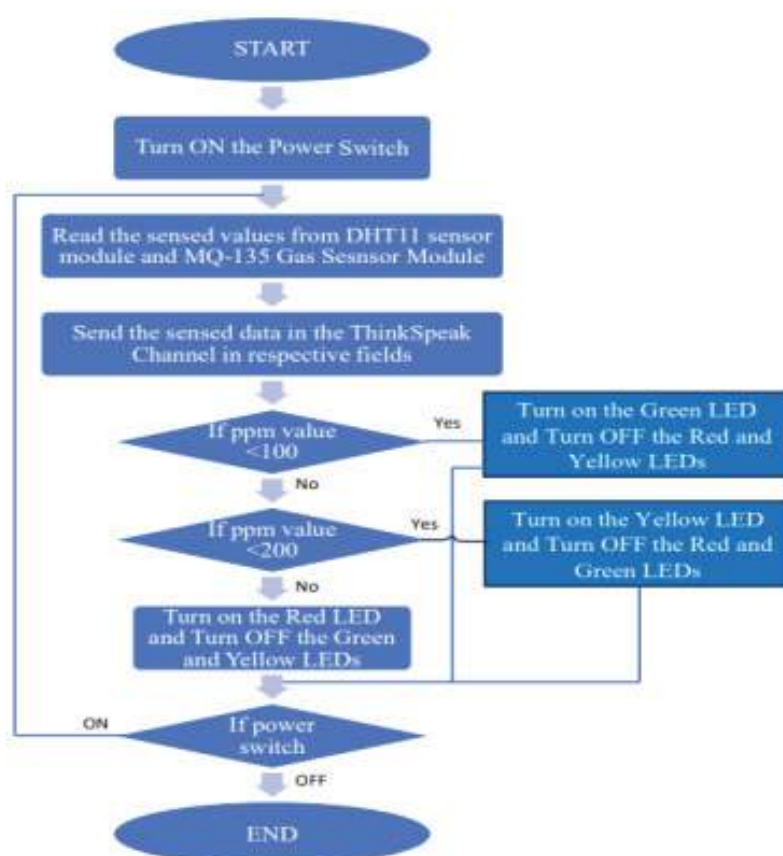 START
Turn ON the Power Switch
Read the sensed values from DHT11 sensor
module and MQ-135 Gas Sesnsor Module
Send the sensed data in the ThinkSpeak
Channel in respective fields
If ppm value
<100
Yes
Turn on the Green LED
and Turn OFF the Red and
Yellow LEDs
No
If ppm value
<200
Yes
Turn on the Yellow LED
and Turn OFF the Red and
Green LEDs
No
Turn on the Red LED
and Turn OFF the Green
and Yellow LEDs
ON
If power
switch
OFF
END